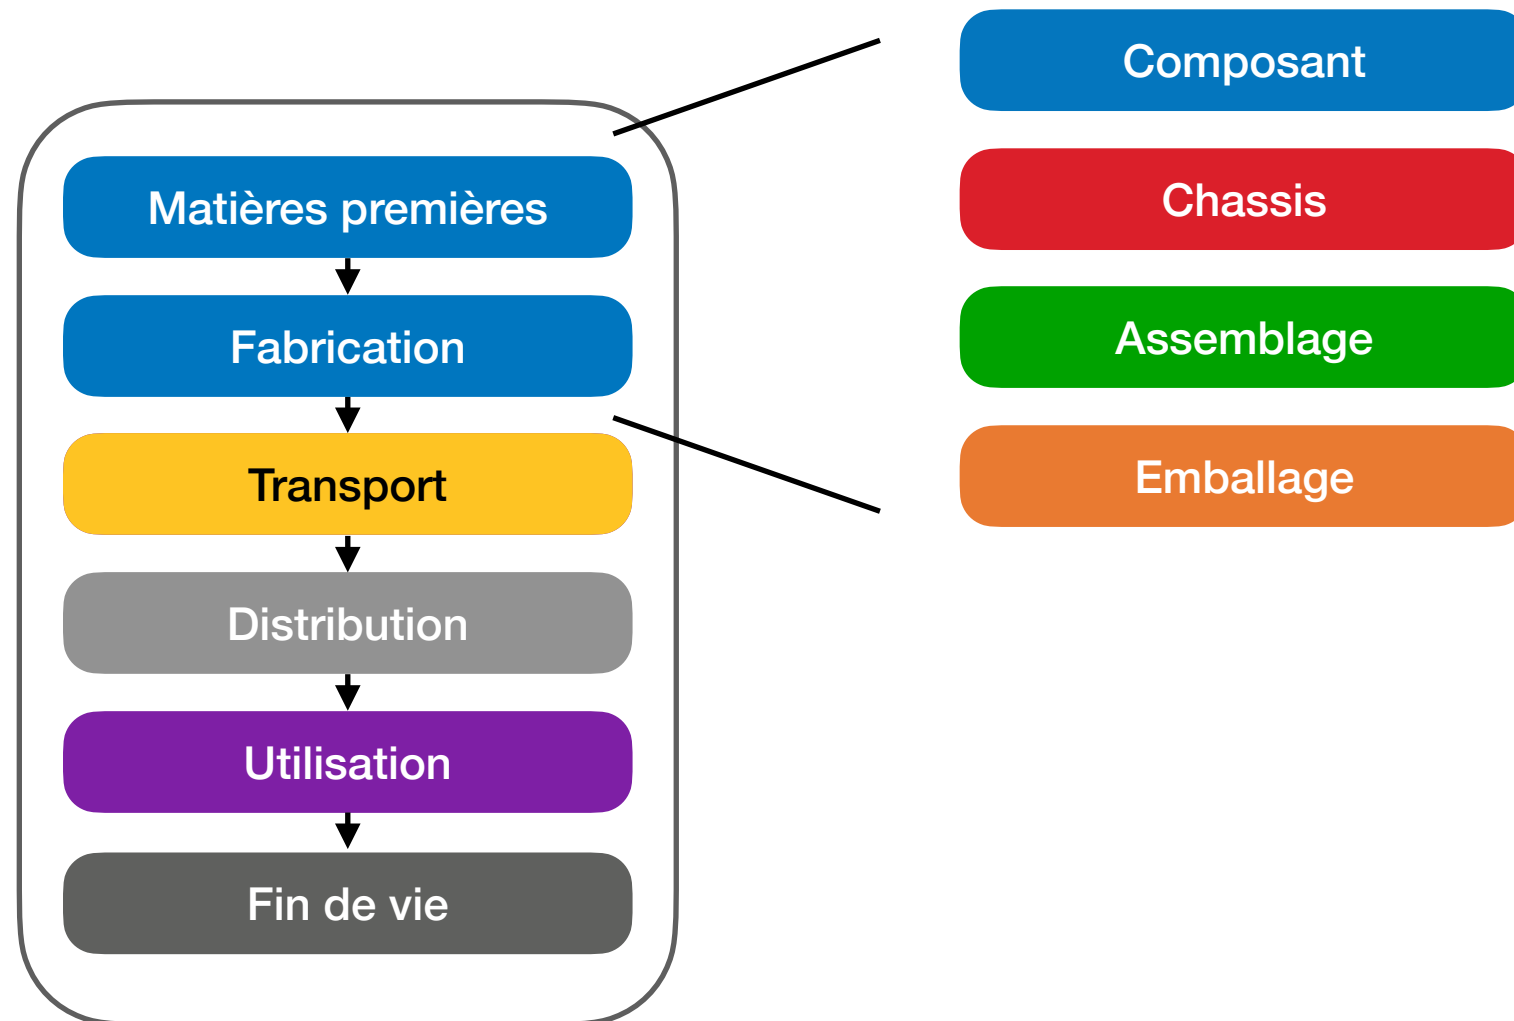 Matières premières
Fabrication
Transport
Distribution
Utilisation
Fin de vie
Composant
Chassis
Assemblage
Emballage